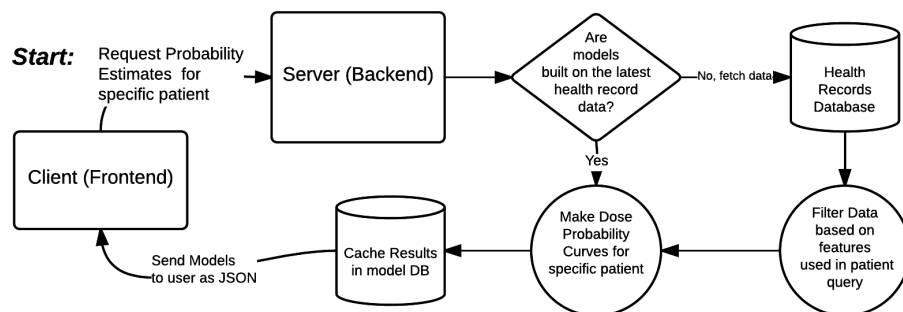 Start:
Request Probability
Estimates for
specific patient
Server (Backend)
Are
models
built on the latest
health record
data?
No, fetch data
Health
Records
Database
Client (Frontend)
Yes
Filter Data
based on
features
used in patient
query
Make Dose
Probability
Curves for
specific patient
Cache Results
in model DB
Send Models
to user as JSON